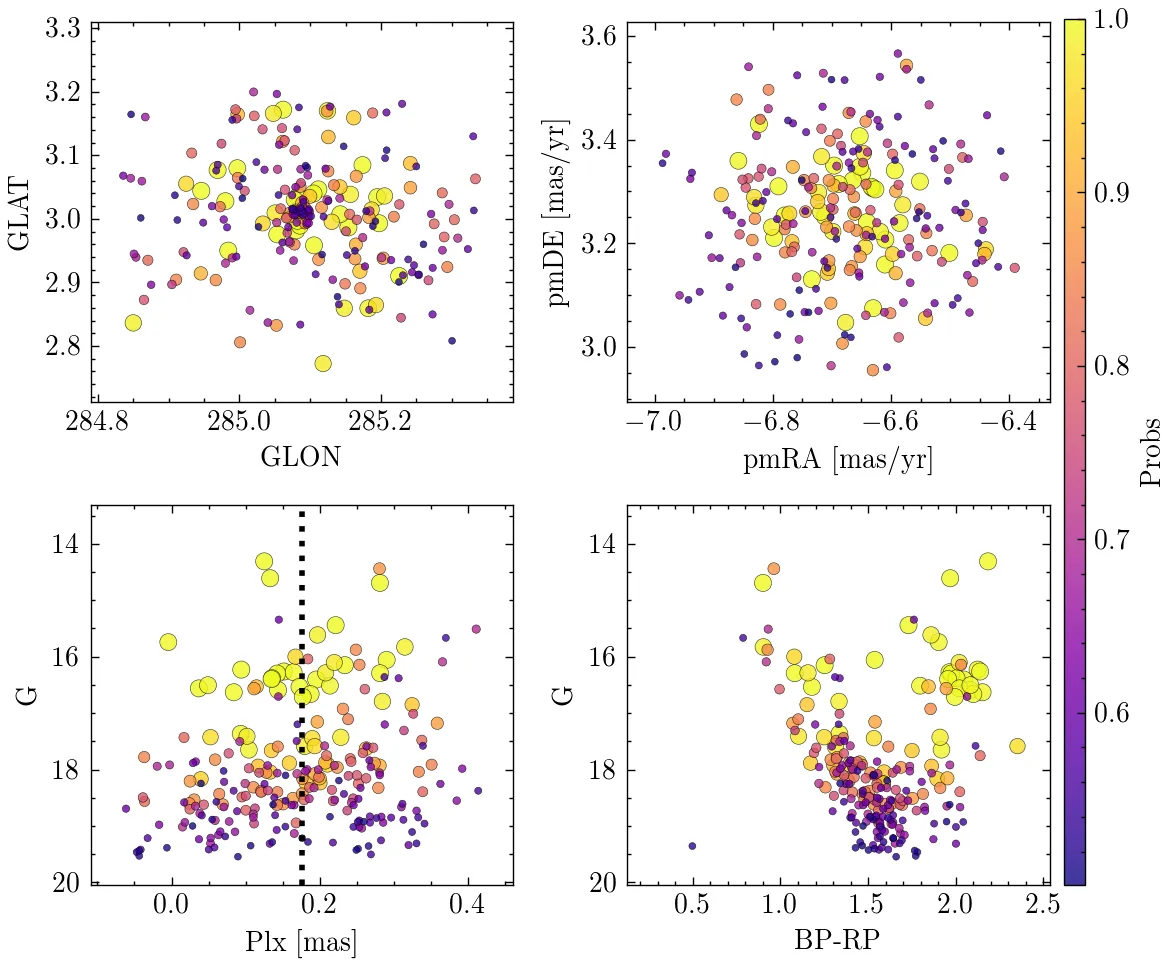 3.3
3.2
3.1
3.0
2.9
2.8
GLAT
284.8 285.0 285.2
GLON
3.6
3.4
3.2
3.0
pmDE [mas/yr]
−7.0 −6.8 −6.6 −6.4
pmRA [mas/yr]
14
16
18
20
G
0.0 0.2 0.4
Plx [mas]
14
16
18
20
G
0.5 1.0 1.5 2.0 2.5
BP-RP
1.0
0.9
0.8
0.7
0.6
Probs